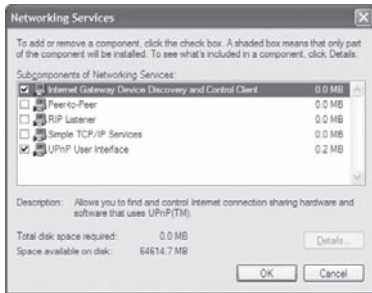 Networking Services
To add or remove a component, click the check box. A shaded box means that only part
of the component will be installed. To see what's included in a component, click Details.
Subcomponents of Networking Services:
Internet Gateway Device Discovery and Control Client 0.0 MB
Peer-to-Peer 0.0 MB
RIP Listener 0.0 MB
Simple TCP/IP Services 0.0 MB
UPnP User Interface 0.2 MB
Description: Allows you to find and control Internet connection sharing hardware and
software that uses UPnP(TM).
Total disk space required: 0.0 MB
Space available on disk: 64614.7 MB
Details...
OK Cancel